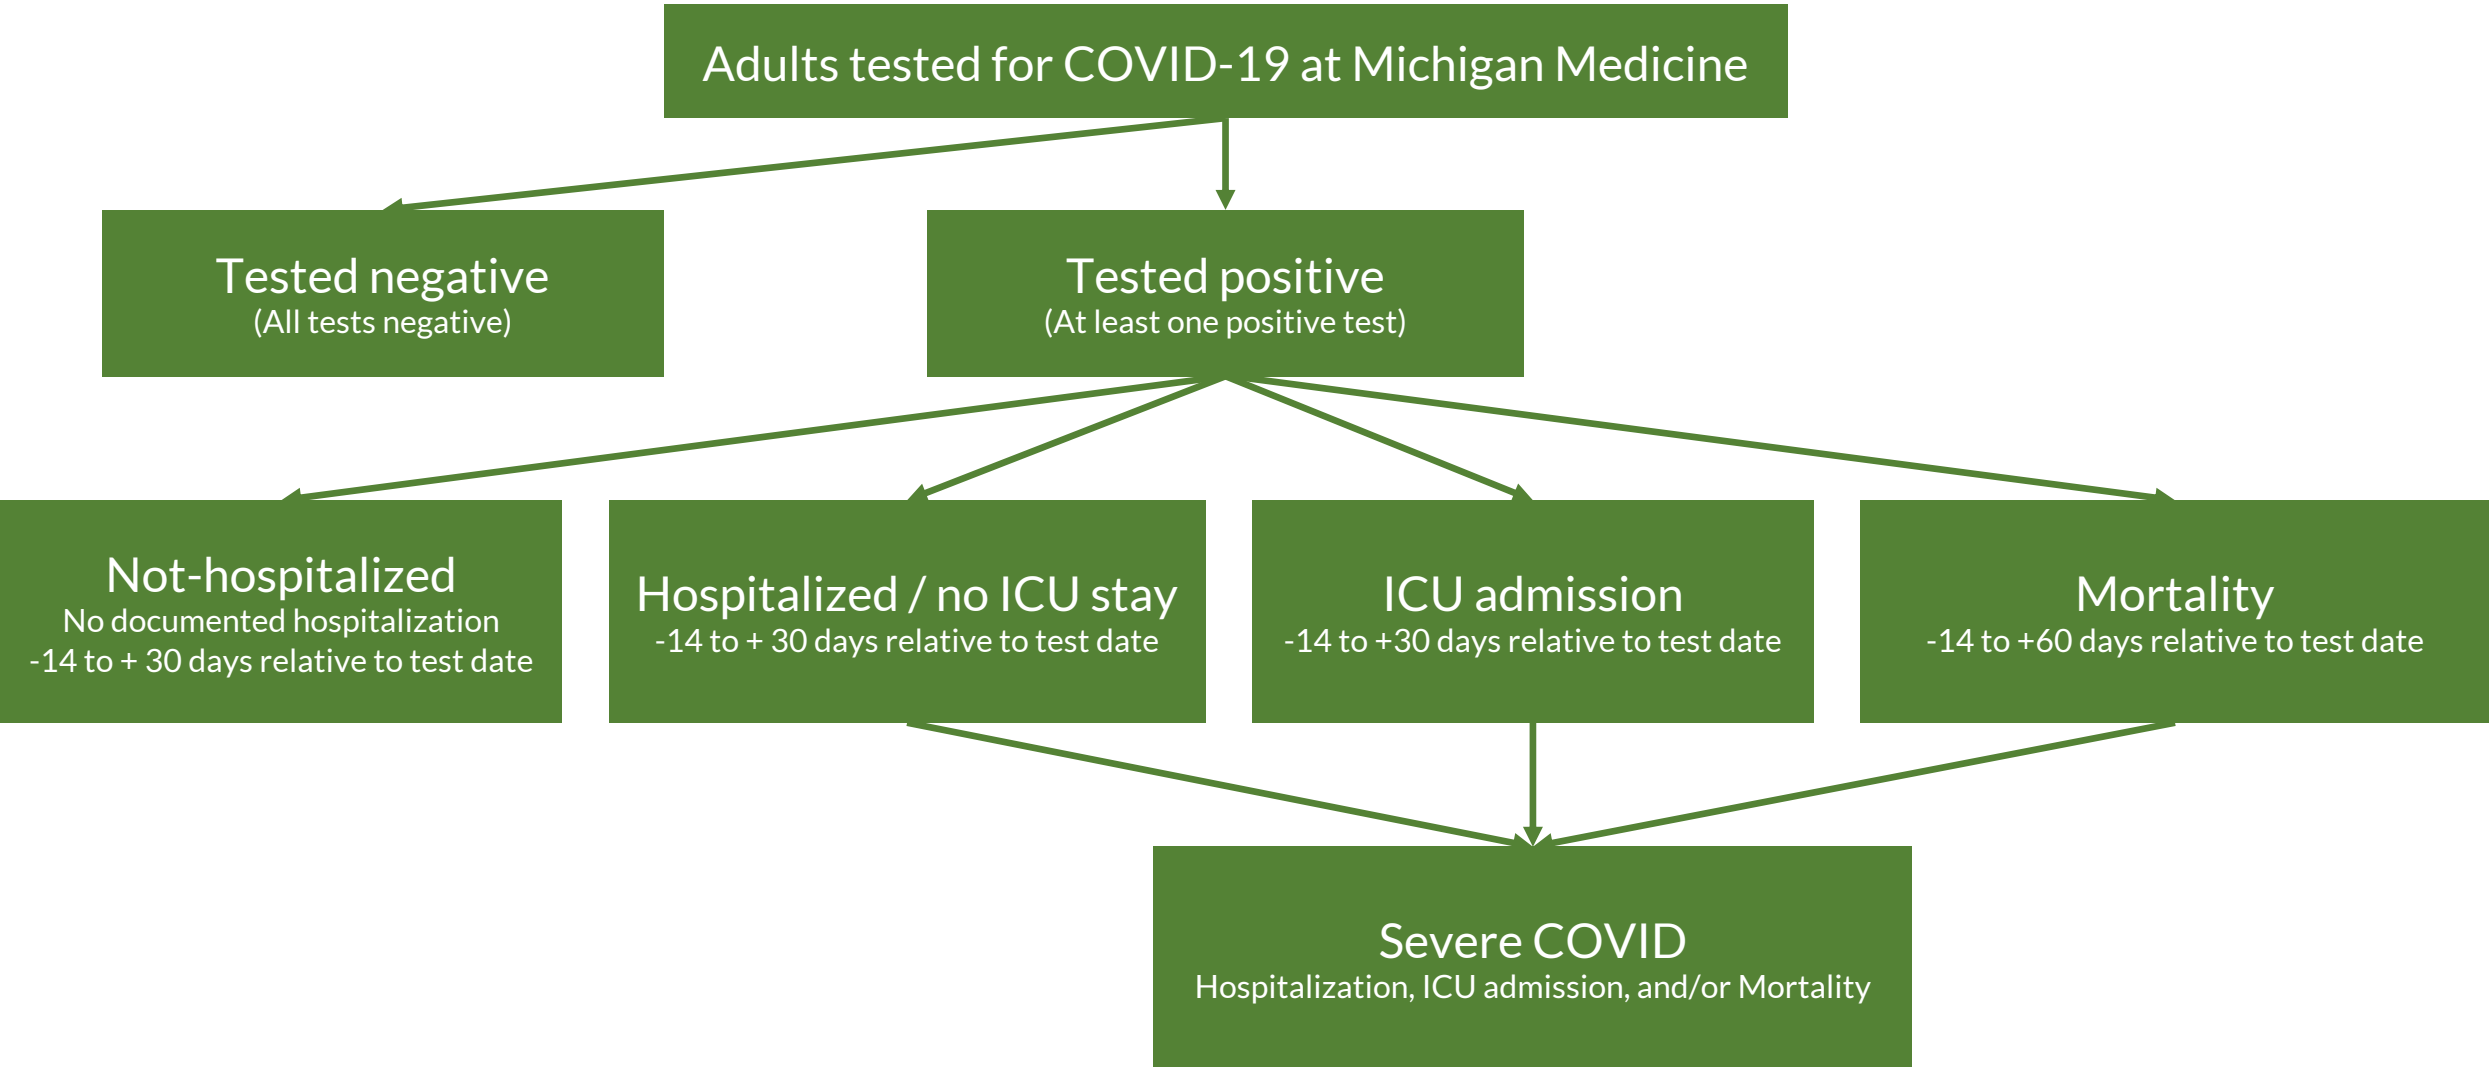 Adults tested for COVID-19 at Michigan Medicine
Tested negative
(All tests negative)
Tested positive
(At least one positive test)
Not-hospitalized
No documented hospitalization
-14 to + 30 days relative to test date
Hospitalized / no ICU stay
-14 to + 30 days relative to test date
ICU admission
-14 to +30 days relative to test date
Mortality
-14 to +60 days relative to test date
Severe COVID
Hospitalization, ICU admission, and/or Mortality